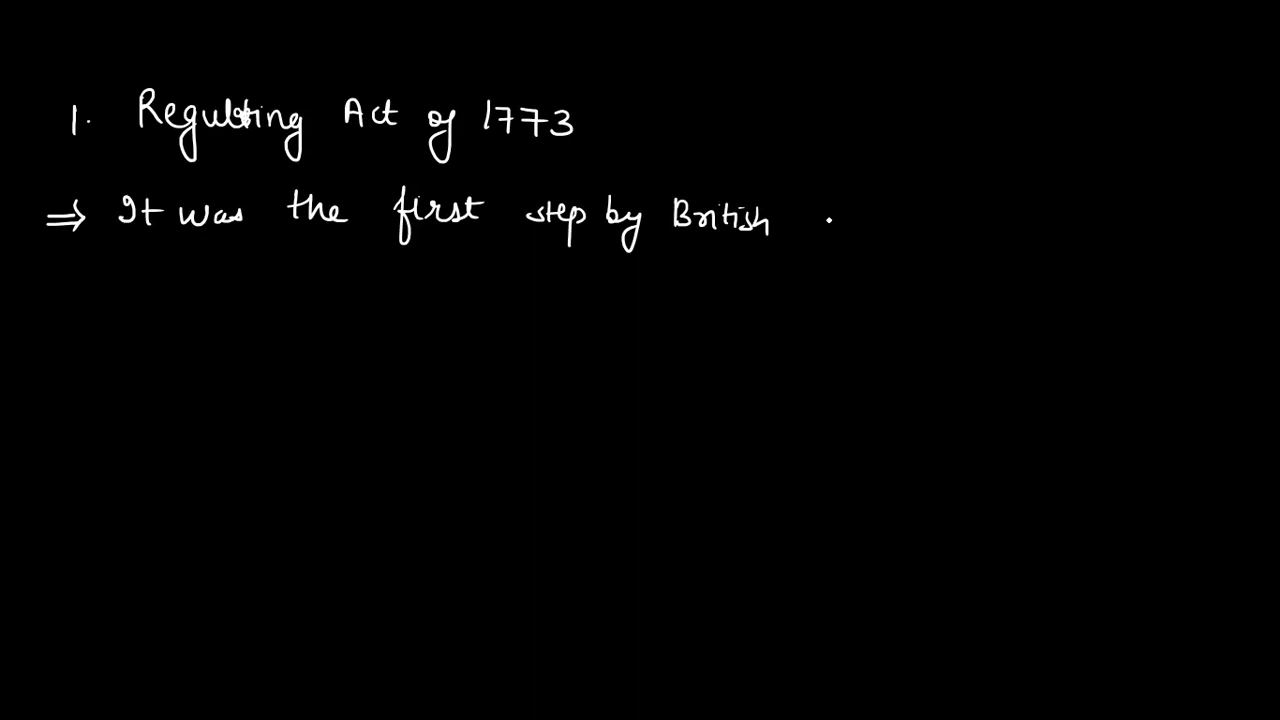 1. Regulating Act of 1773
⇒ It was the first step by British .